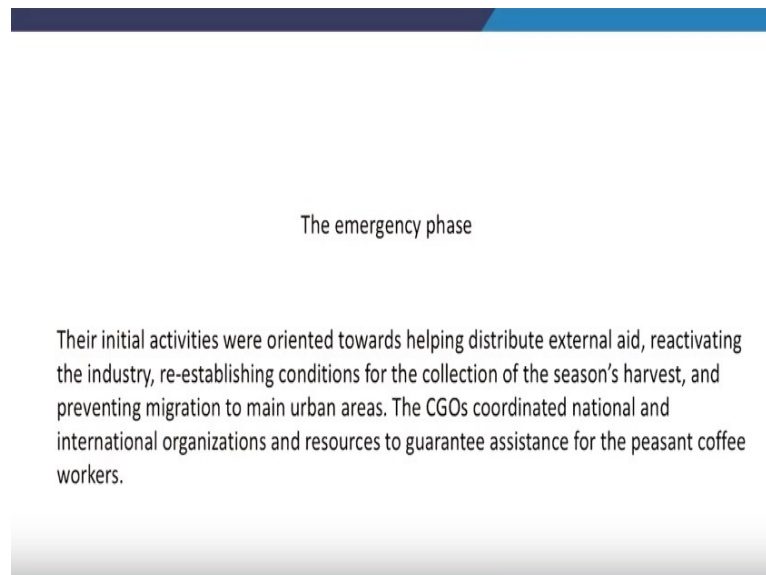 The emergency phase
Their initial activities were oriented towards helping distribute external aid, reactivating
the industry, re-establishing conditions for the collection of the season’s harvest, and
preventing migration to main urban areas. The CGOs coordinated national and
international organizations and resources to guarantee assistance for the peasant coffee
workers.